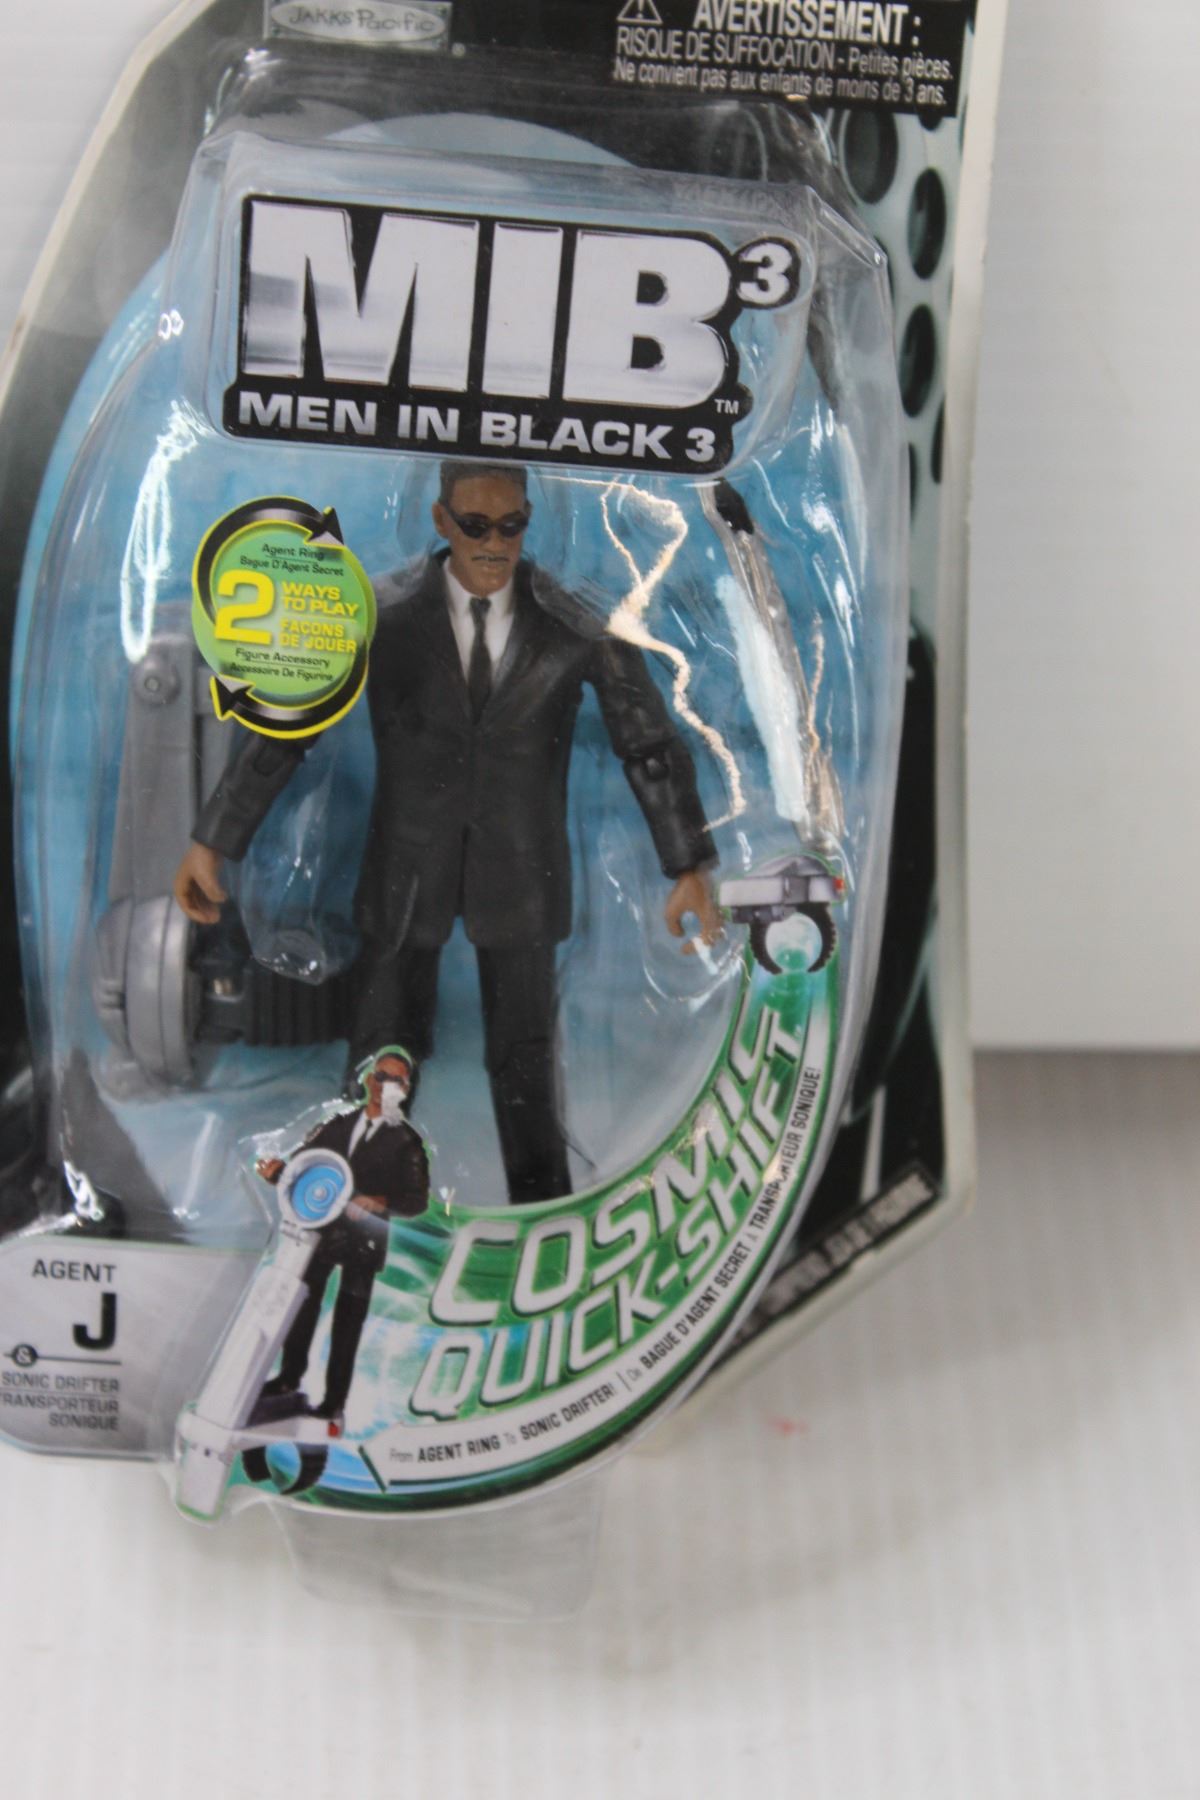 JAKKS Pacific
AVERTISSEMENT :
RISQUE DE SUFFOCATION - Petites pièces.
Ne convient pas aux enfants de moins de 3 ans.
MIB3
TM
MEN IN BLACK 3
Agent Ring
Bague D'Agent Secret
2 WAYS
TO PLAY
FAÇONS
DE JOUER
Figure Accessory
Accessoire De Figurine
COSMIC
QUICK-SHIFT
From AGENT RING To SONIC DRIFTER! | De BAGUE D'AGENT SECRET À TRANSPORTEUR SONIQUE!
AGENT
J
&
SONIC DRIFTER
TRANSPORTEUR
SONIQUE